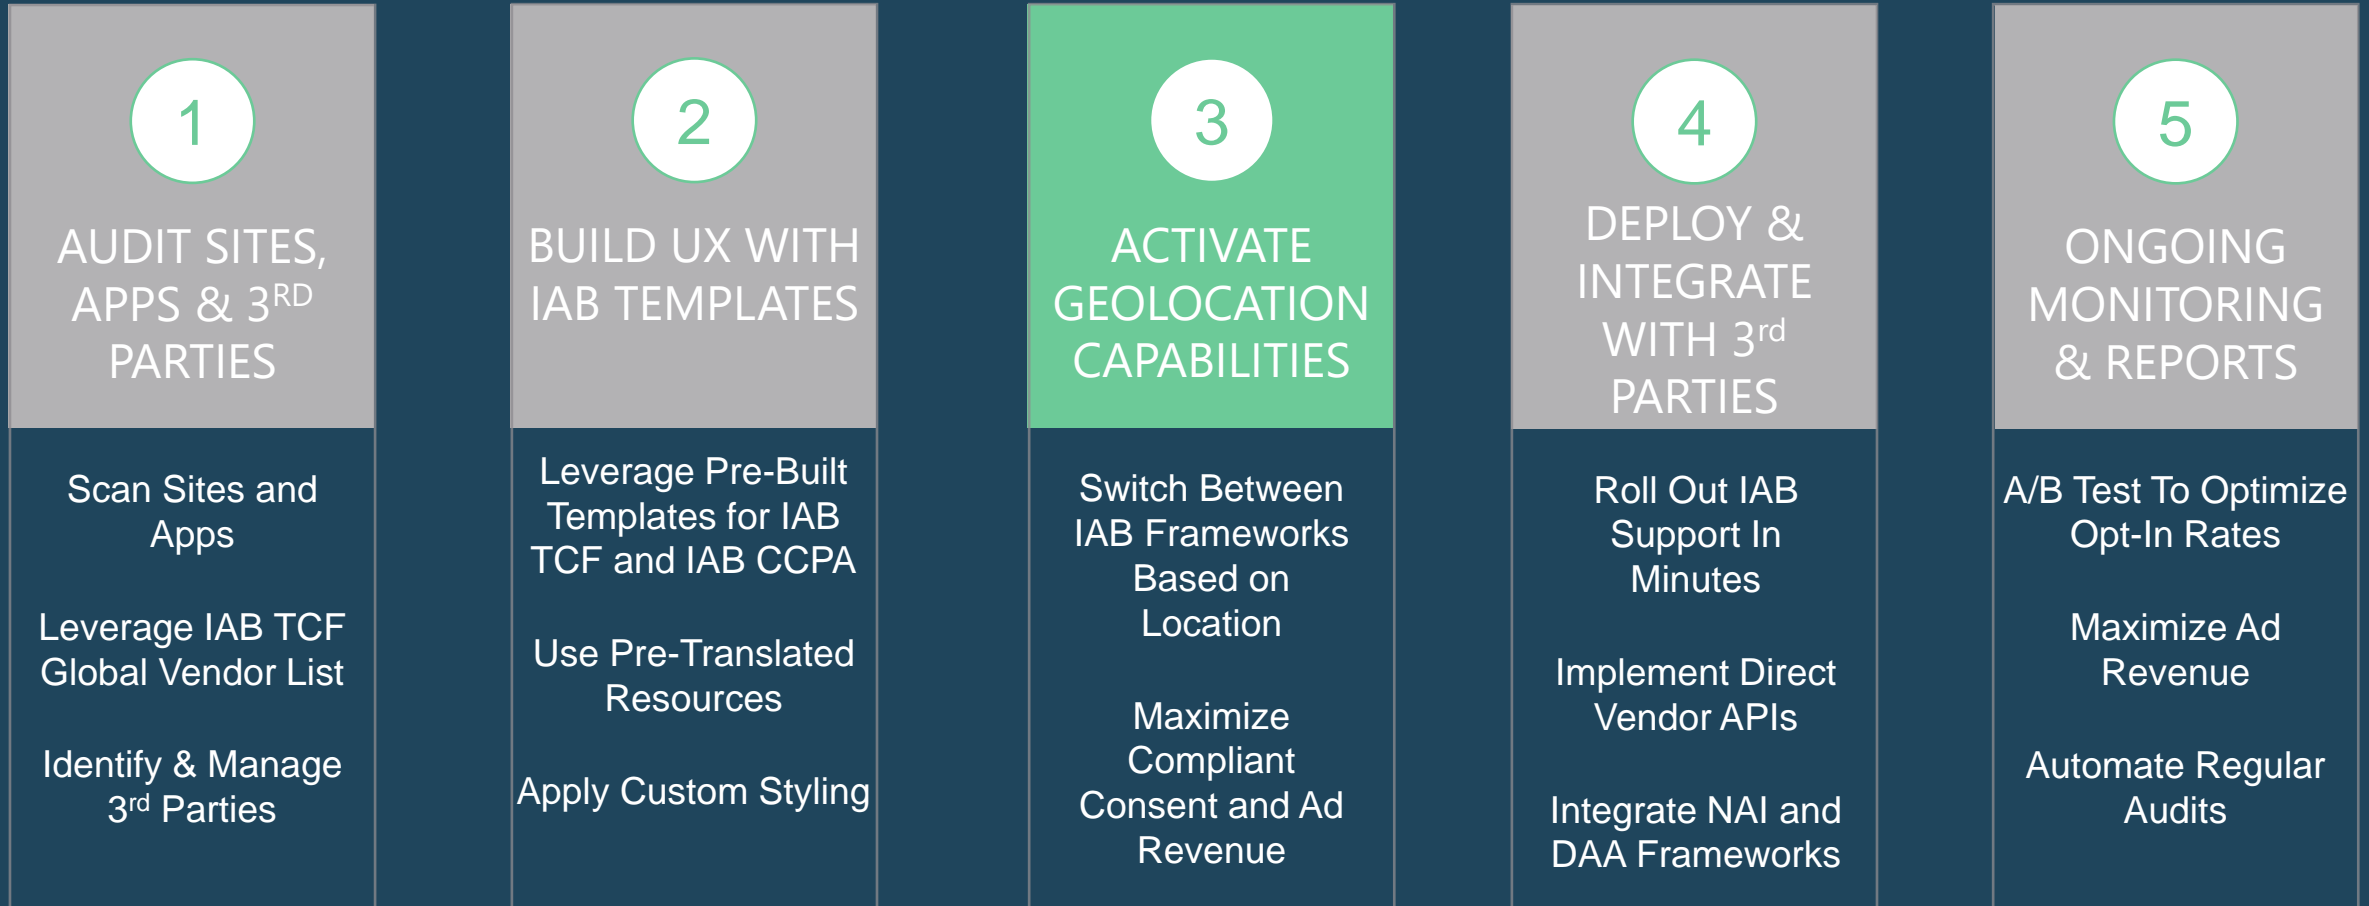 1
AUDIT SITES,
APPS & 3RD
PARTIES
Scan Sites and
Apps
Leverage IAB TCF
Global Vendor List
Identify & Manage
3rd Parties
2
BUILD UX WITH
IAB TEMPLATES
Leverage Pre-Built
Templates for IAB
TCF and IAB CCPA
Use Pre-Translated
Resources
Apply Custom Styling
3
ACTIVATE
GEOLOCATION
CAPABILITIES
Switch Between
IAB Frameworks
Based on
Location
Maximize
Compliant
Consent and Ad
Revenue
4
DEPLOY &
INTEGRATE
WITH 3rd
PARTIES
Roll Out IAB
Support In
Minutes
Implement Direct
Vendor APIs
Integrate NAI and
DAA Frameworks
5
ONGOING
MONITORING
& REPORTS
A/B Test To Optimize
Opt-In Rates
Maximize Ad
Revenue
Automate Regular
Audits